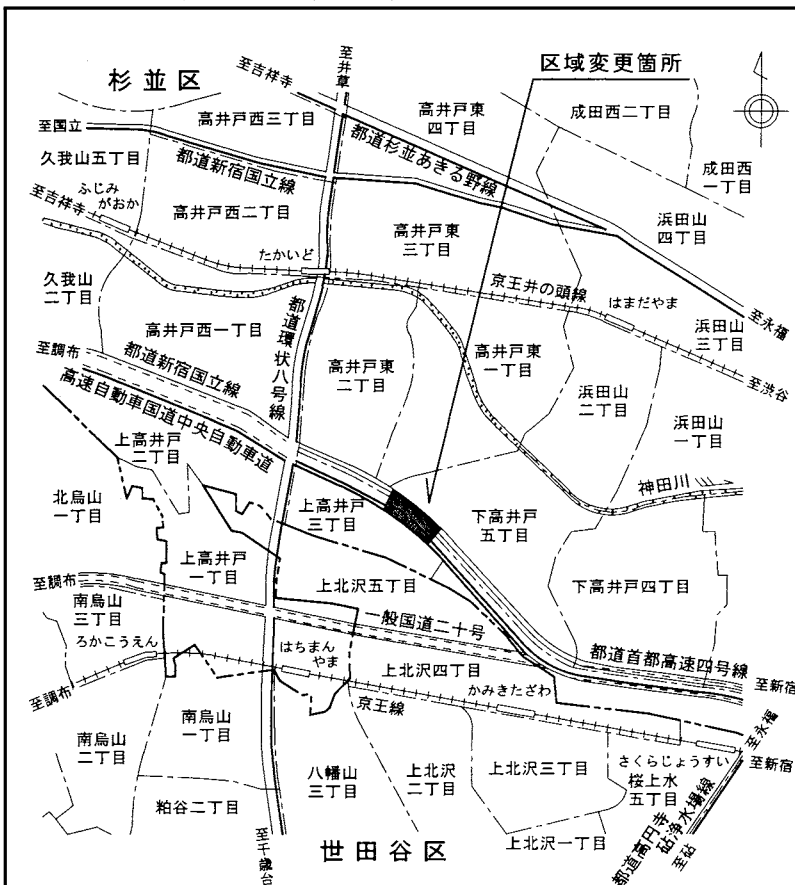 至井草
区域変更箇所
杉並区
至吉祥寺
高井戸東
四丁目
成田西二丁目
高井戸西三丁目
至国立
都道杉並あきる野線
久我山五丁目
都道新宿国立線
成田西
一丁目
ふじみ
がおか
至吉祥寺
高井戸西二丁目
浜田山
四丁目
高井戸東
三丁目
たかいど
京王井の頭線
久我山
二丁目
はまだやま
至永福
浜田山
三丁目
都道環状八号線
高井戸西一丁目
至調布
都道新宿国立線
高井戸東
一丁目
高井戸東
二丁目
至渋谷
浜田山
二丁目
高速自動車国道中央自動車道
浜田山
一丁目
上高井戸
二丁目
神田川
北烏山
一丁目
上高井戸
三丁目
下高井戸
五丁目
上高井戸
一丁目
至調布
上北沢五丁目
下高井戸四丁目
南烏山
三丁目
一般国道二十号
ろかこうえん
はちまん
やま
都道首都高速四号線
上北沢四丁目
至新宿
至調布
かみきたざわ
京王線
南烏山
一丁目
至永福
南烏山
二丁目
さくらじょうすい
至新宿
八幡山
三丁目
上北沢
二丁目
上北沢三丁目
桜上水
五丁目
粕谷二丁目
都道高円寺
砧浄水場線
至千歳台
世田谷区
上北沢一丁目
至砧